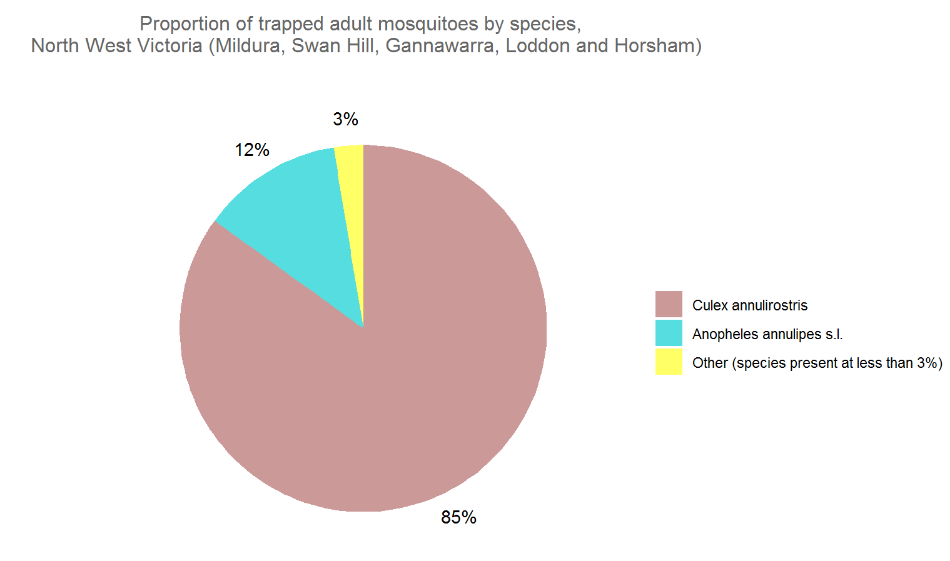 Proportion of trapped adult mosquitoes by species,
North West Victoria (Mildura, Swan Hill, Gannawarra, Loddon and Horsham)
3%
12%
85%
Culex annulirostris
Anopheles annulipes s.l.
Other (species present at less than 3%)